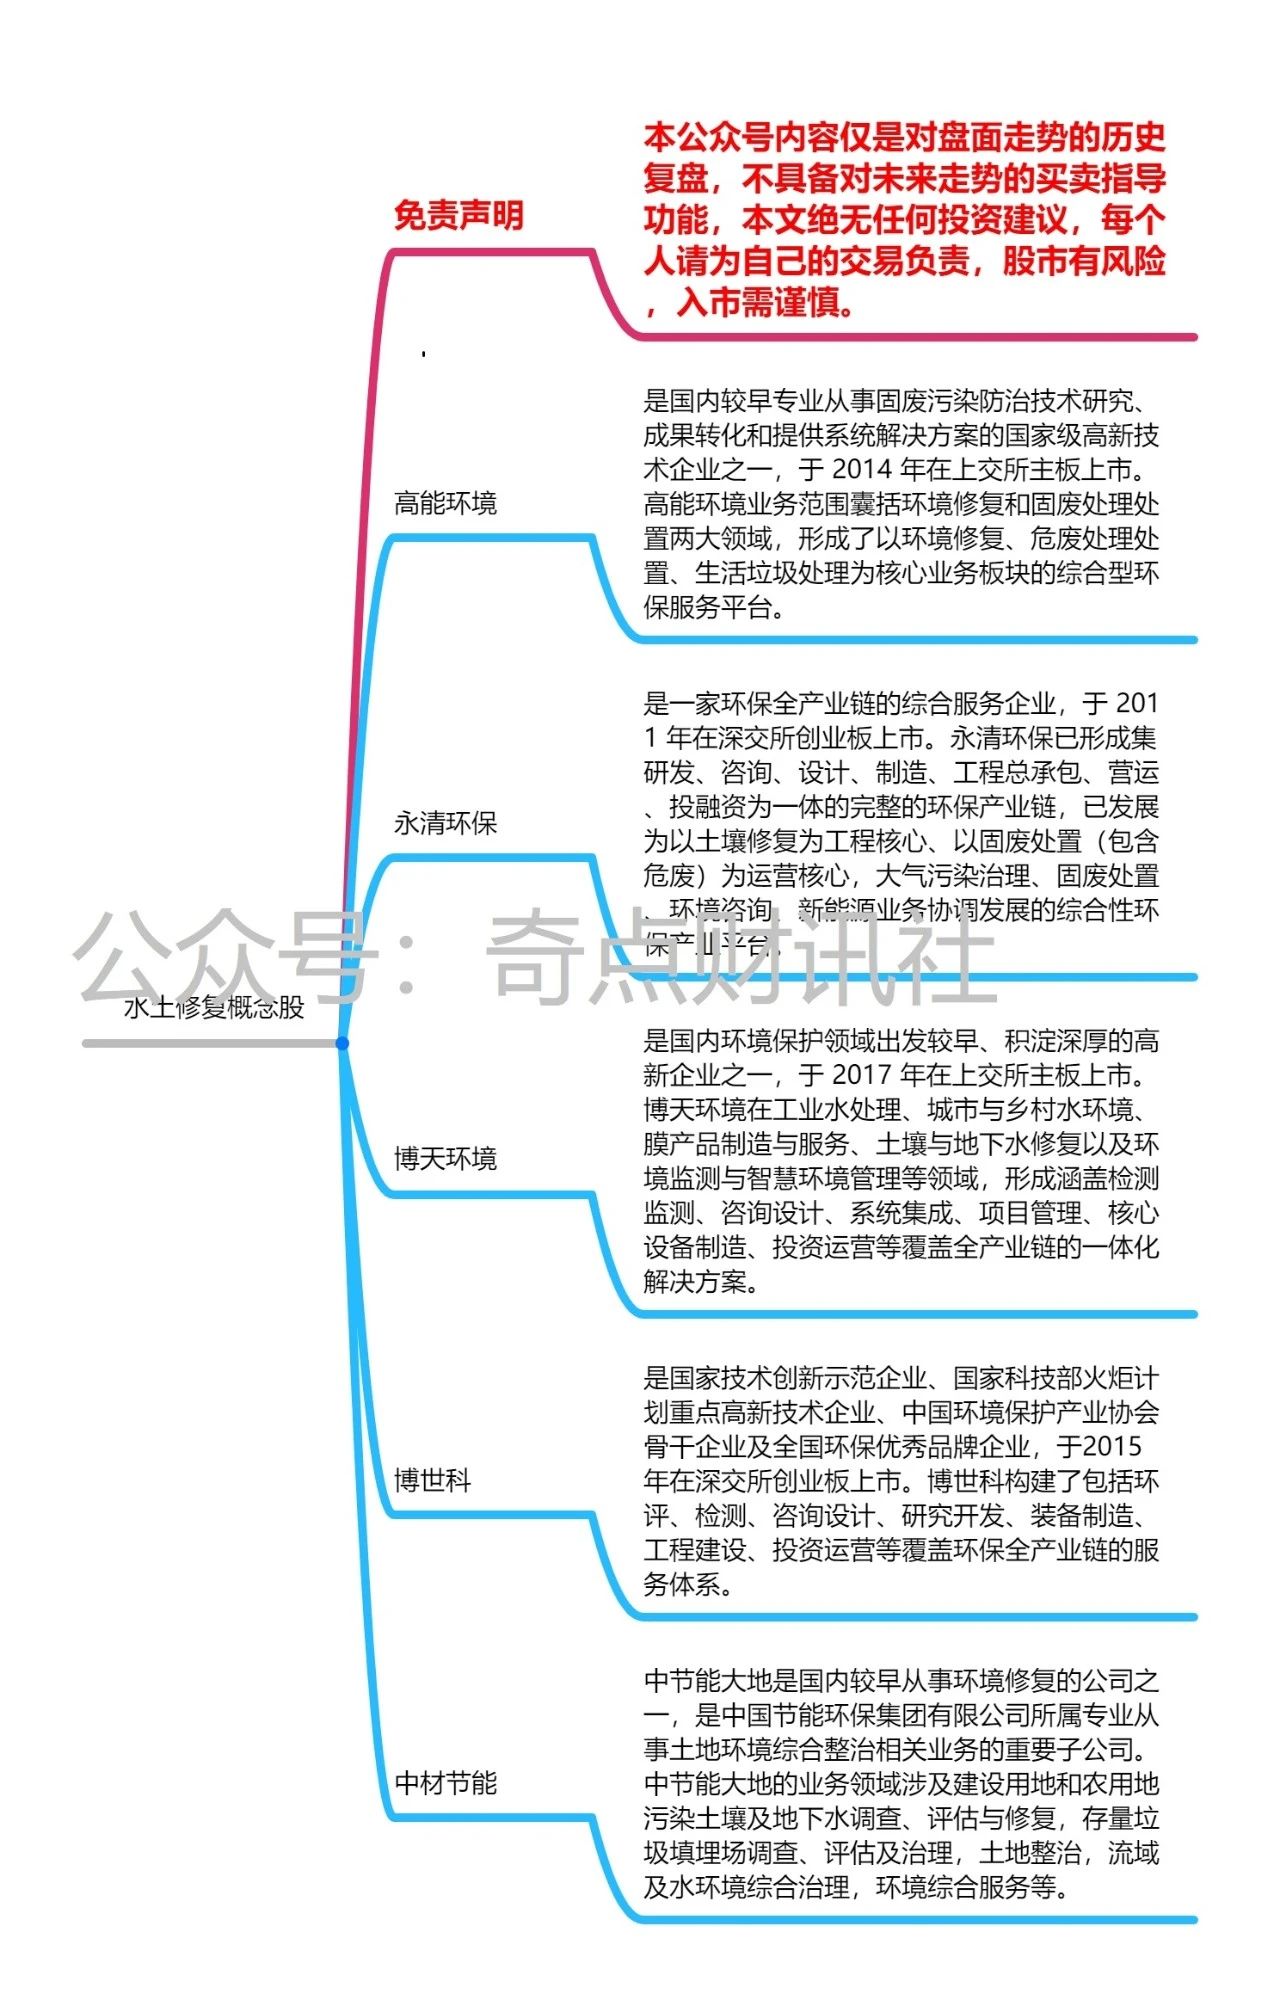 免责声明
本公众号内容仅是对盘面走势的历史
复盘，不具备对未来走势的买卖指导
功能，本文绝无任何投资建议，每个
人请为自己的交易负责，股市有风险
，入市需谨慎。
高能环境
是国内较早专业从事固废污染防治技术研究、
成果转化和提供系统解决方案的国家级高新技
术企业之一，于 2014 年在上交所主板上市。
高能环境业务范围囊括环境修复和固废处理处
置两大领域，形成了以环境修复、危废处理处
置、生活垃圾处理为核心业务板块的综合型环
保服务平台。
永清环保
是一家环保全产业链的综合服务企业，于 201
1 年在深交所创业板上市。永清环保已形成集
研发、咨询、设计、制造、工程总承包、营运
、投融资为一体的完整的环保产业链，已发展
为以土壤修复为工程核心、以固废处置（包含
危废）为运营核心，大气污染治理、固废处置
、环境咨询、新能源业务协调发展的综合性环
保产业平台。
公众号：奇点财讯社
水土修复概念股
博天环境
是国内环境保护领域出发较早、积淀深厚的高
新企业之一，于 2017 年在上交所主板上市。
博天环境在工业水处理、城市与乡村水环境、
膜产品制造与服务、土壤与地下水修复以及环
境监测与智慧环境管理等领域，形成涵盖检测
监测、咨询设计、系统集成、项目管理、核心
设备制造、投资运营等覆盖全产业链的一体化
解决方案。
博世科
是国家技术创新示范企业、国家科技部火炬计
划重点高新技术企业、中国环境保护产业协会
骨干企业及全国环保优秀品牌企业，于2015
年在深交所创业板上市。博世科构建了包括环
评、检测、咨询设计、研究开发、装备制造、
工程建设、投资运营等覆盖环保全产业链的服
务体系。
中材节能
中节能大地是国内较早从事环境修复的公司之
一，是中国节能环保集团有限公司所属专业从
事土地环境综合整治相关业务的重要子公司。
中节能大地的业务领域涉及建设用地和农用地
污染土壤及地下水调查、评估与修复，存量垃
圾填埋场调查、评估及治理，土地整治，流域
及水环境综合治理，环境综合服务等。